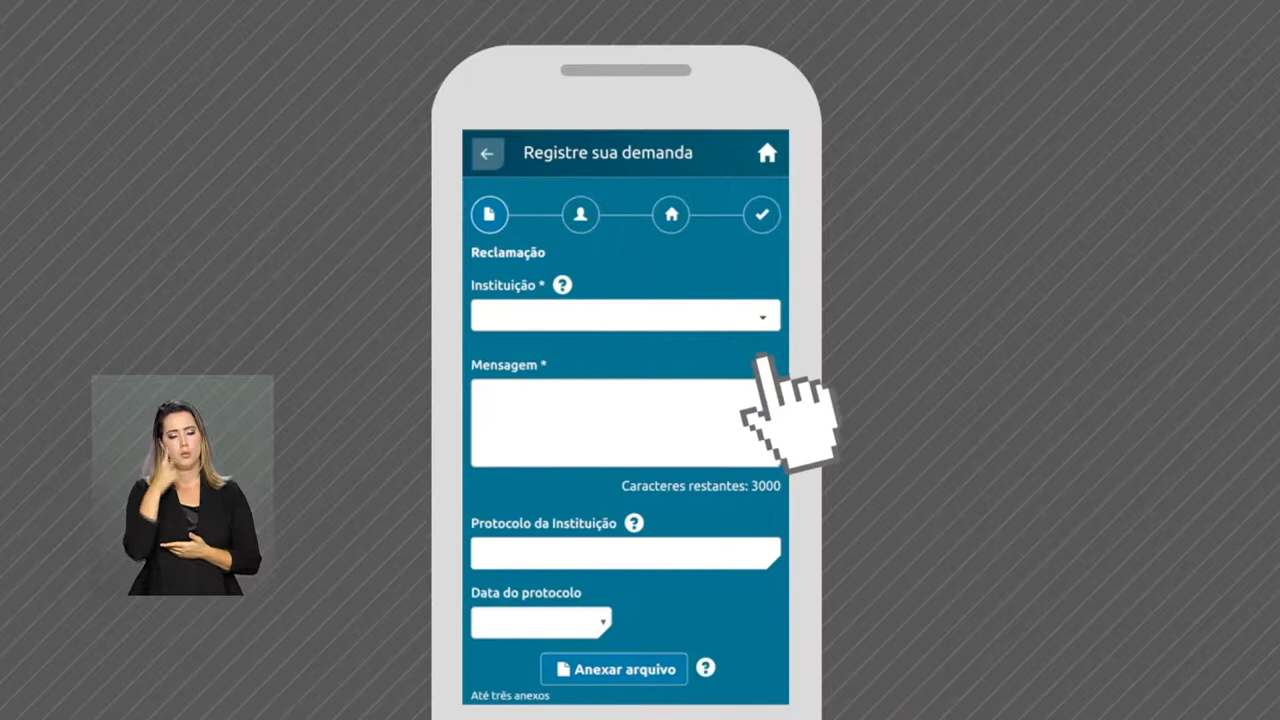 Registre sua demanda
Reclamação
Instituição *
Mensagem *
Caracteres restantes: 3000
Protocolo da Instituição
Data do protocolo
Anexar arquivo
Até três anexos